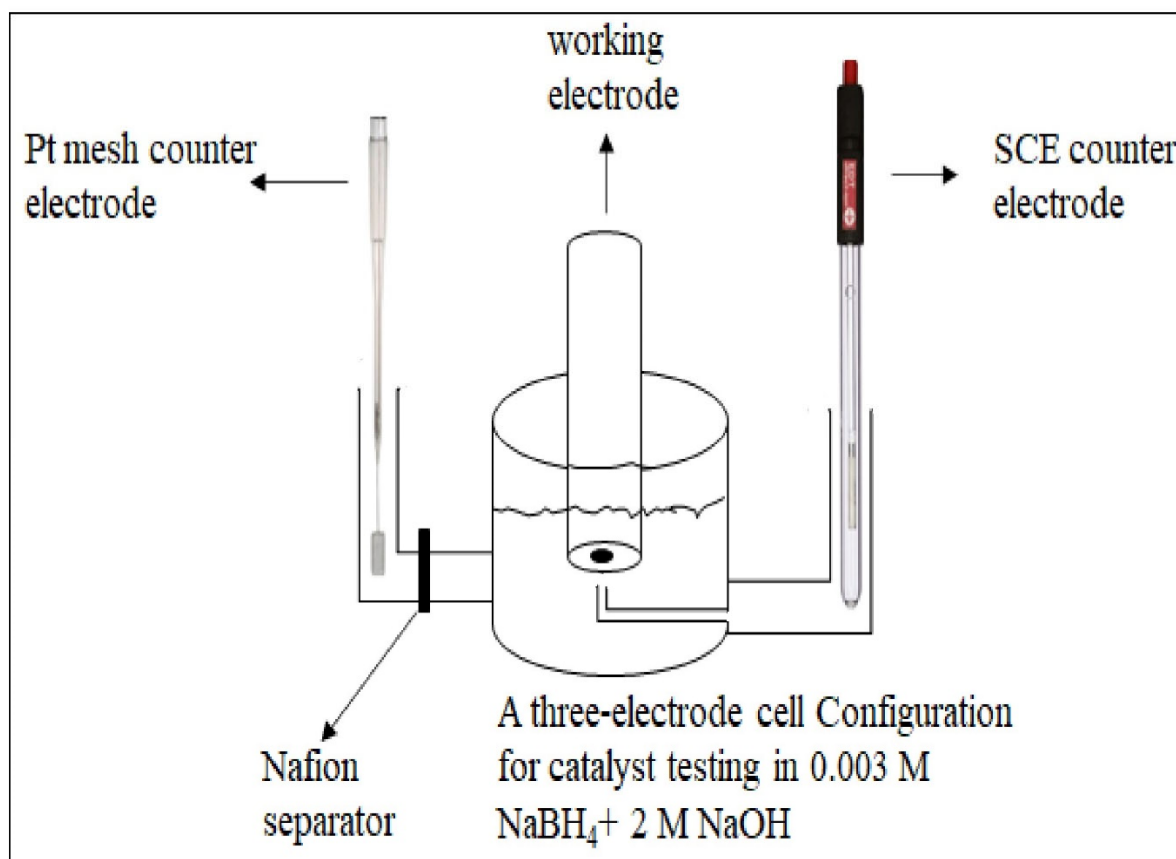 working
electrode
Pt mesh counter
electrode
SCE counter
electrode
Nafion
separator
A three-electrode cell Configuration
for catalyst testing in 0.003 M
NaBH₄+ 2 M NaOH